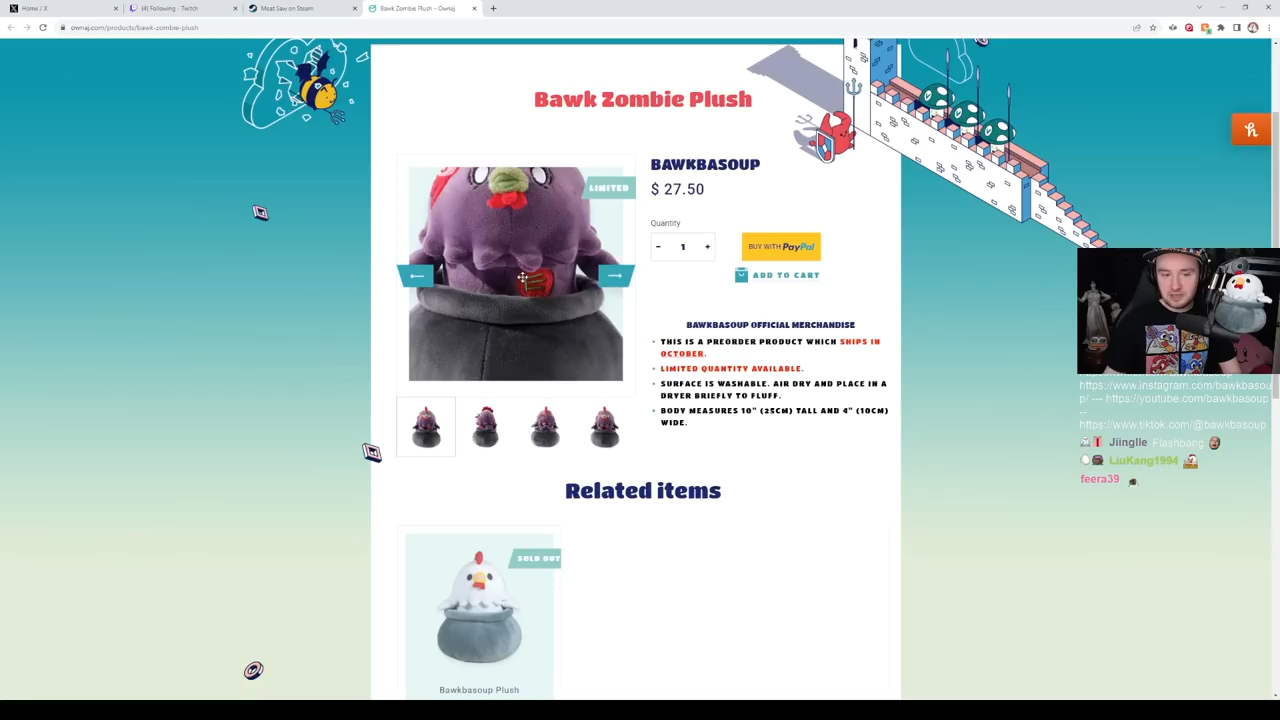 Home / X
(4) Following - Twitch
Meat Saw on Steam
Bawk Zombie Plush – Ownaj
ownaj.com/products/bawk-zombie-plush
Bawk Zombie Plush
LIMITED
BAWKBASOUP
$ 27.50
Quantity
- 1 +
BUY WITH PayPal
ADD TO CART
BAWKBASOUP OFFICIAL MERCHANDISE
THIS IS A PREORDER PRODUCT WHICH SHIPS IN
OCTOBER.
LIMITED QUANTITY AVAILABLE.
SURFACE IS WASHABLE. AIR DRY AND PLACE IN A
DRYER BRIEFLY TO FLUFF.
BODY MEASURES 10" (25CM) TALL AND 4" (10CM)
WIDE.
https://www.instagram.com/bawkbasou
p/ --- https://youtube.com/bawkbasoup
--
https://www.tiktok.com/@bawkbasoup
Jiinglle Flashbang
LiuKang1994
feera39
Related items
SOLD OUT
Bawkbasoup Plush